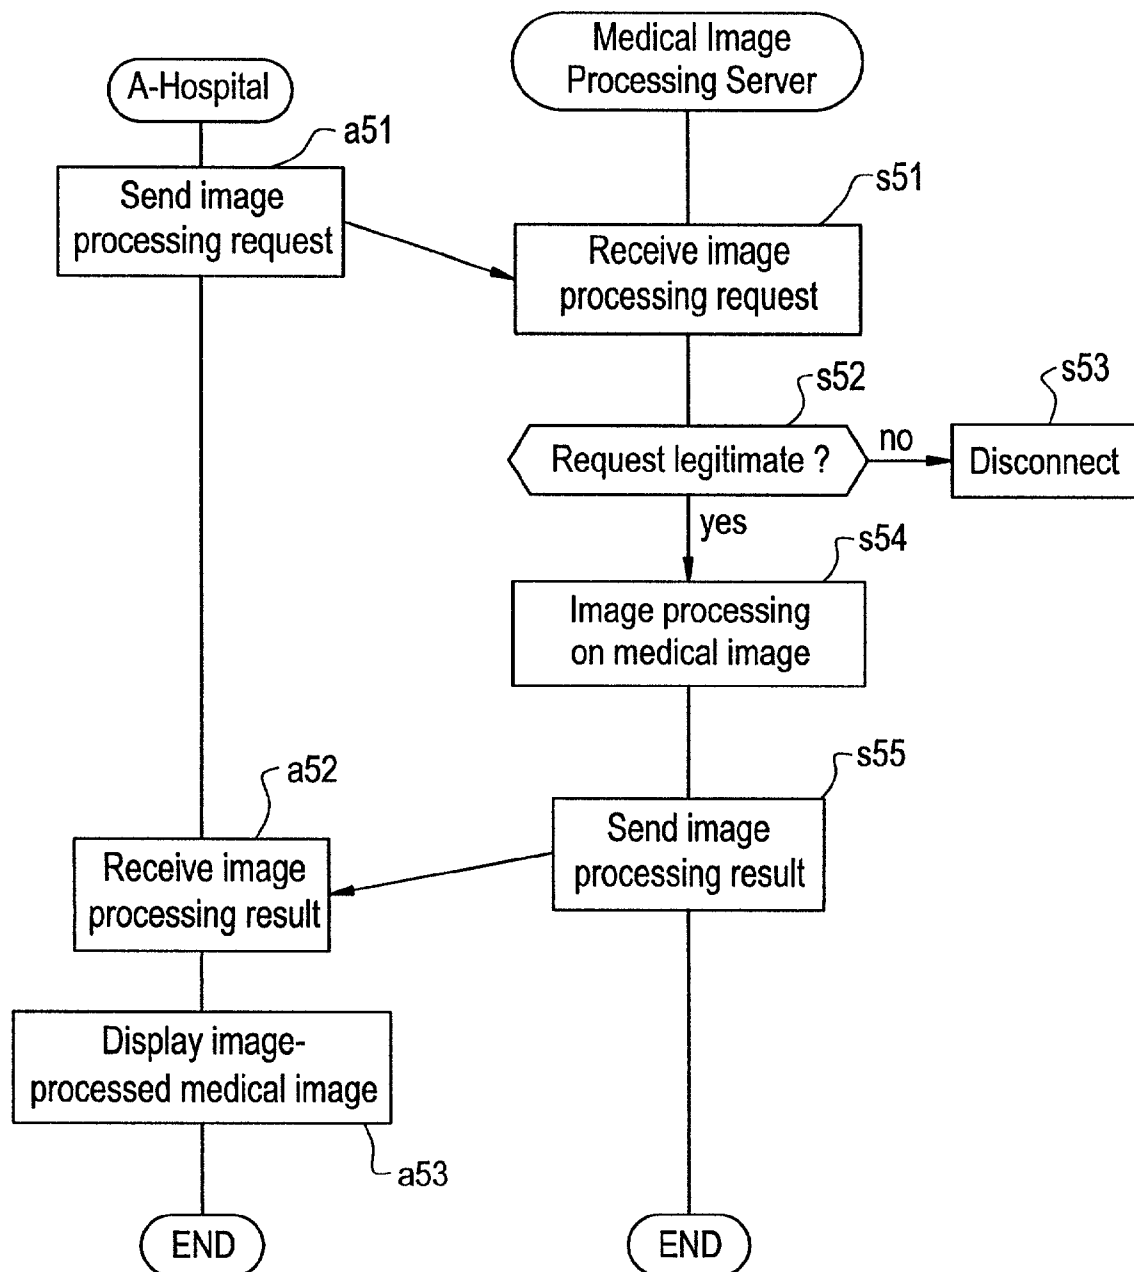 Medical Image
Processing Server
A-Hospital
a51
Send image
processing request
s51
Receive image
processing request
s52
Request legitimate ?
no
s53
Disconnect
yes
s54
Image processing
on medical image
s55
Send image
processing result
a52
Receive image
processing result
Display image-
processed medical image
a53
END
END